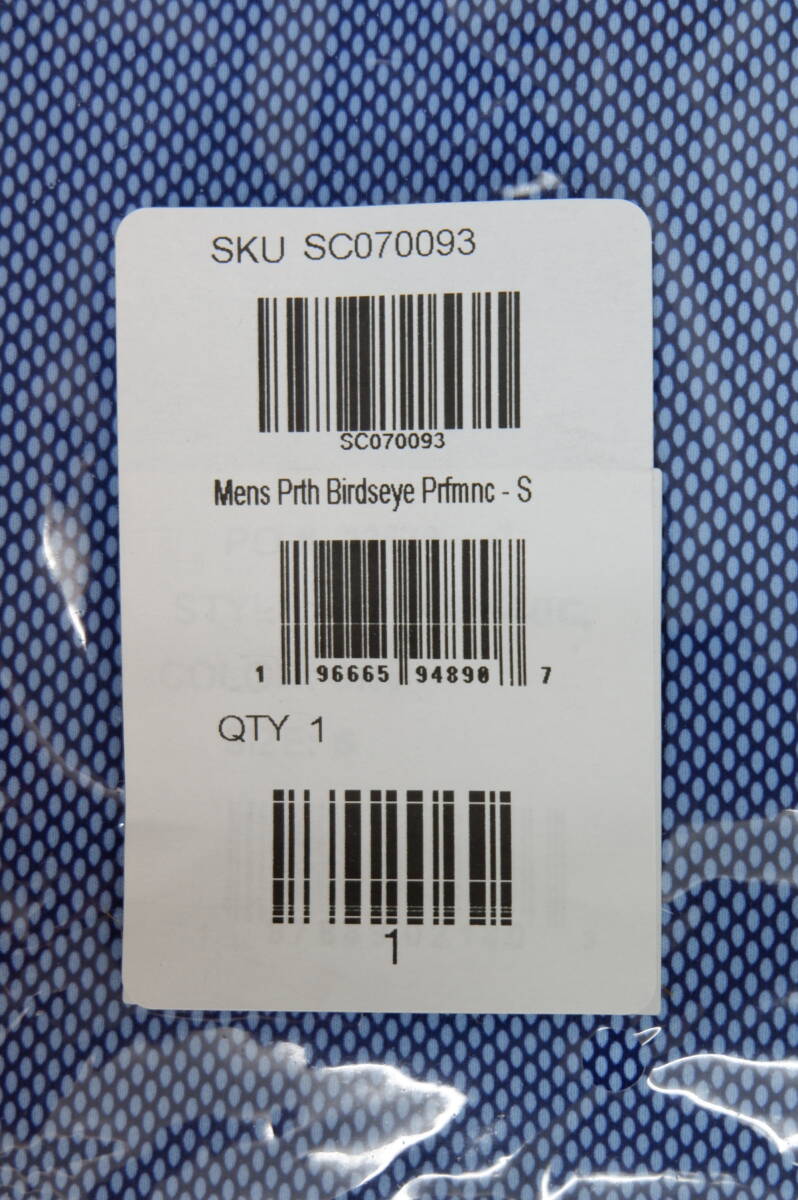 SKU SC070093
SC070093
Mens Prth Birdseye Prfmnc - S
1 96665 94890 7
QTY 1
1